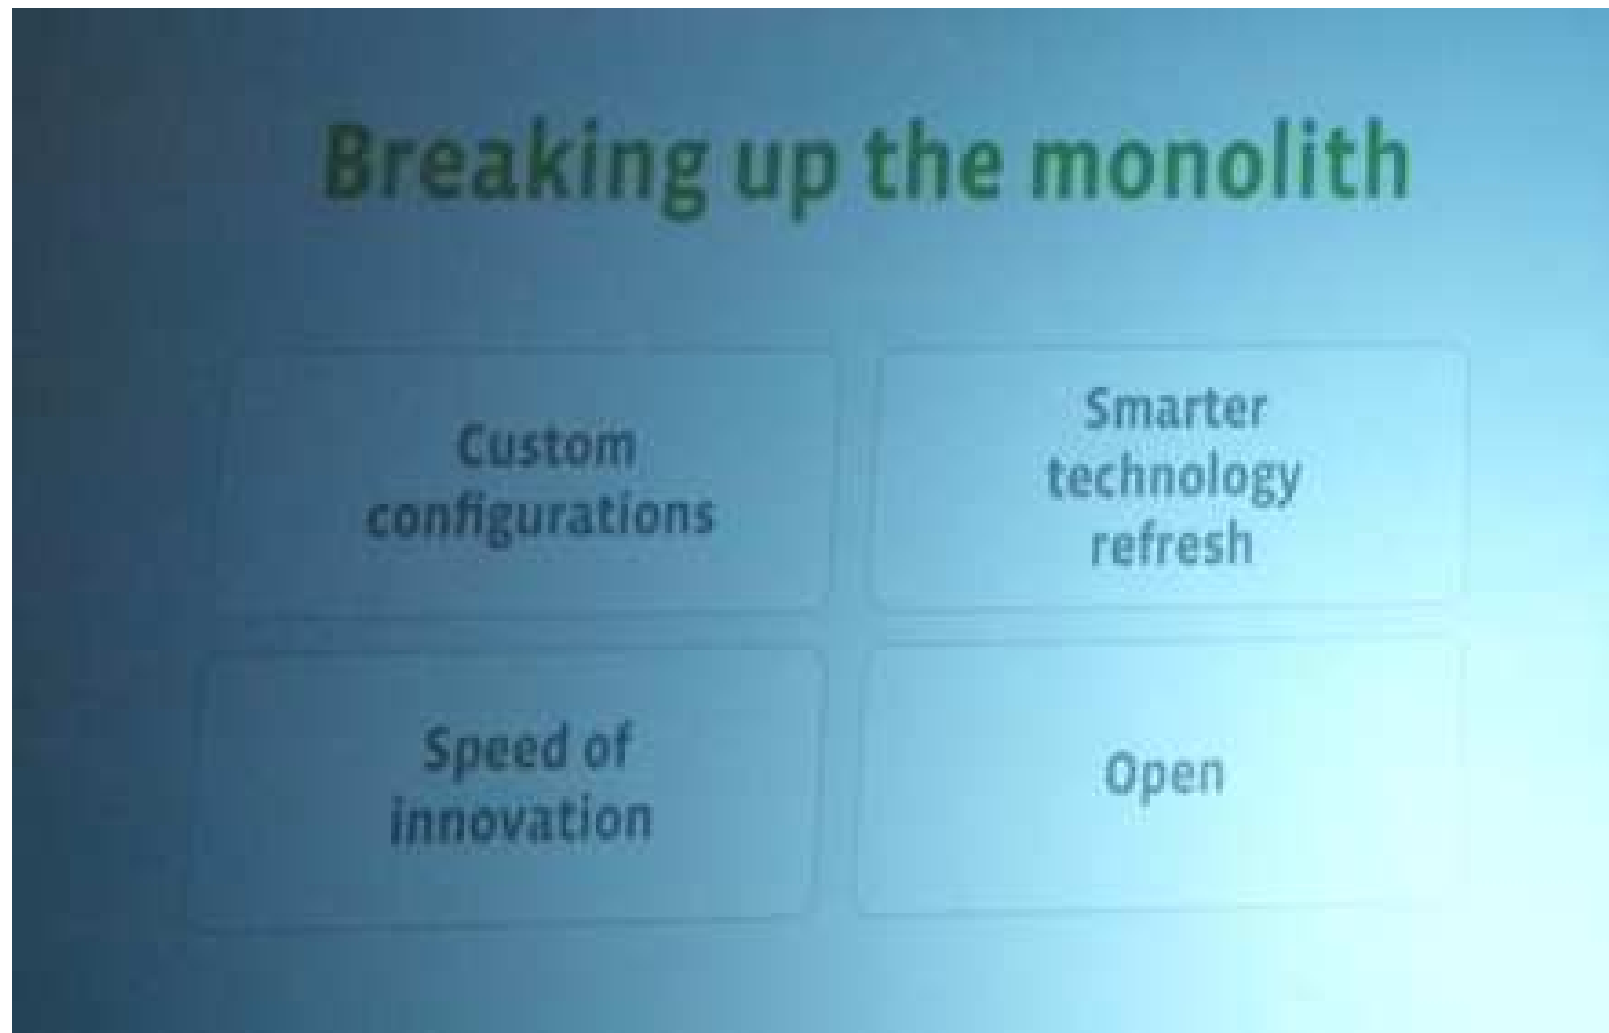 Breaking up the monolith
Custom
configurations
Smarter
technology
refresh
Speed of
innovation
Open